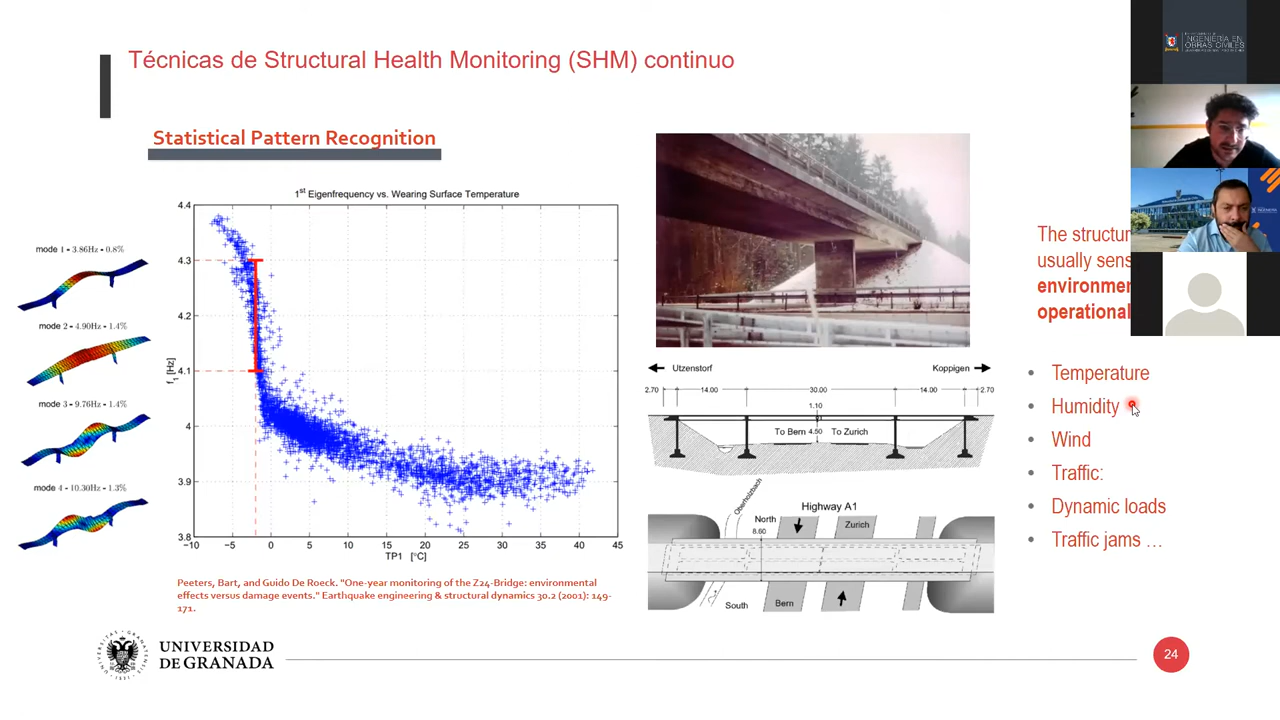 Técnicas de Structural Health Monitoring (SHM) continuo
Statistical Pattern Recognition
1st Eigenfrequency vs. Wearing Surface Temperature
4.4
4.3
4.2
4.1
4
3.9
3.8
f1 [Hz]
−10 −5 0 5 10 15 20 25 30 35 40 45
TP1 [°C]
mode 1 - 3.86Hz - 0.8%
mode 2 - 4.90Hz - 1.4%
mode 3 - 9.76Hz - 1.4%
mode 4 - 10.30Hz - 1.3%
Peeters, Bart, and Guido De Roeck. "One-year monitoring of the Z24-Bridge: environmental
effects versus damage events." Earthquake engineering & structural dynamics 30.2 (2001): 149-
171.
Utzenstorf Koppigen
2.70 14.00 30.00 14.00 2.70
1.10
To Bern 4.50 To Zurich
Oberholzbach
Highway A1
North
8.60
Zurich
South
Bern
The structur
usually sens
environmen
operational
• Temperature
• Humidity
• Wind
• Traffic:
• Dynamic loads
• Traffic jams …
INGENIERÍA EN
OBRAS CIVILES
UNIVERSIDAD
DE GRANADA
24